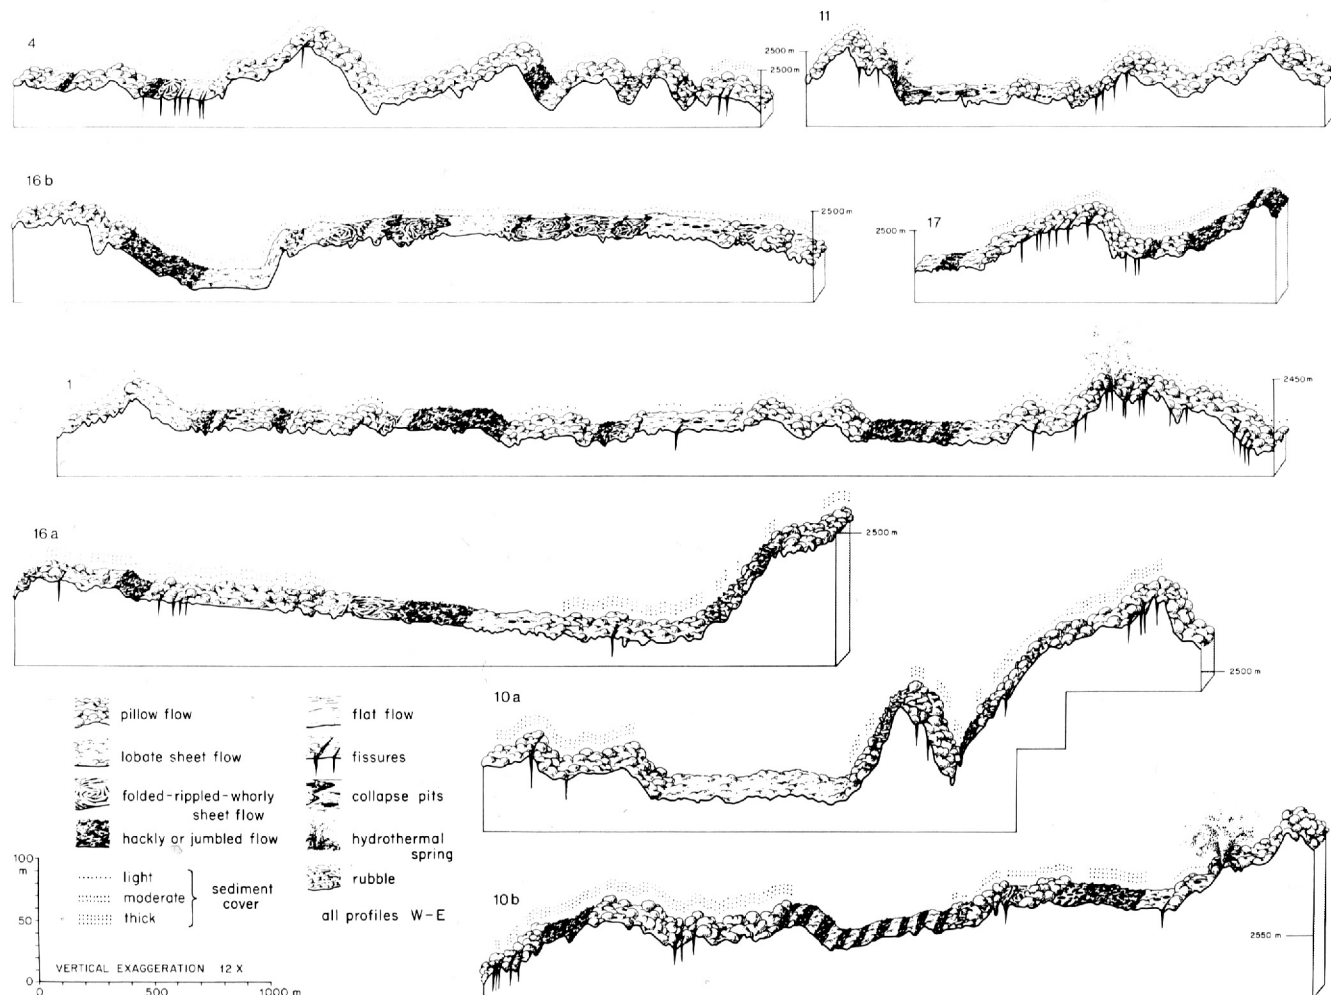 4
2500 m
11
2500 m
16 b
2500 m
17
2500 m
1
2450 m
16 a
2500 m
10 a
2500 m
10 b
2550 m
pillow flow
lobate sheet flow
folded-rippled-whorly
sheet flow
hackly or jumbled flow
light
moderate
thick
sediment
cover
flat flow
fissures
collapse pits
hydrothermal
spring
rubble
all profiles W-E
100
m
50
0
VERTICAL EXAGGERATION 12 X
0 500 1000 m